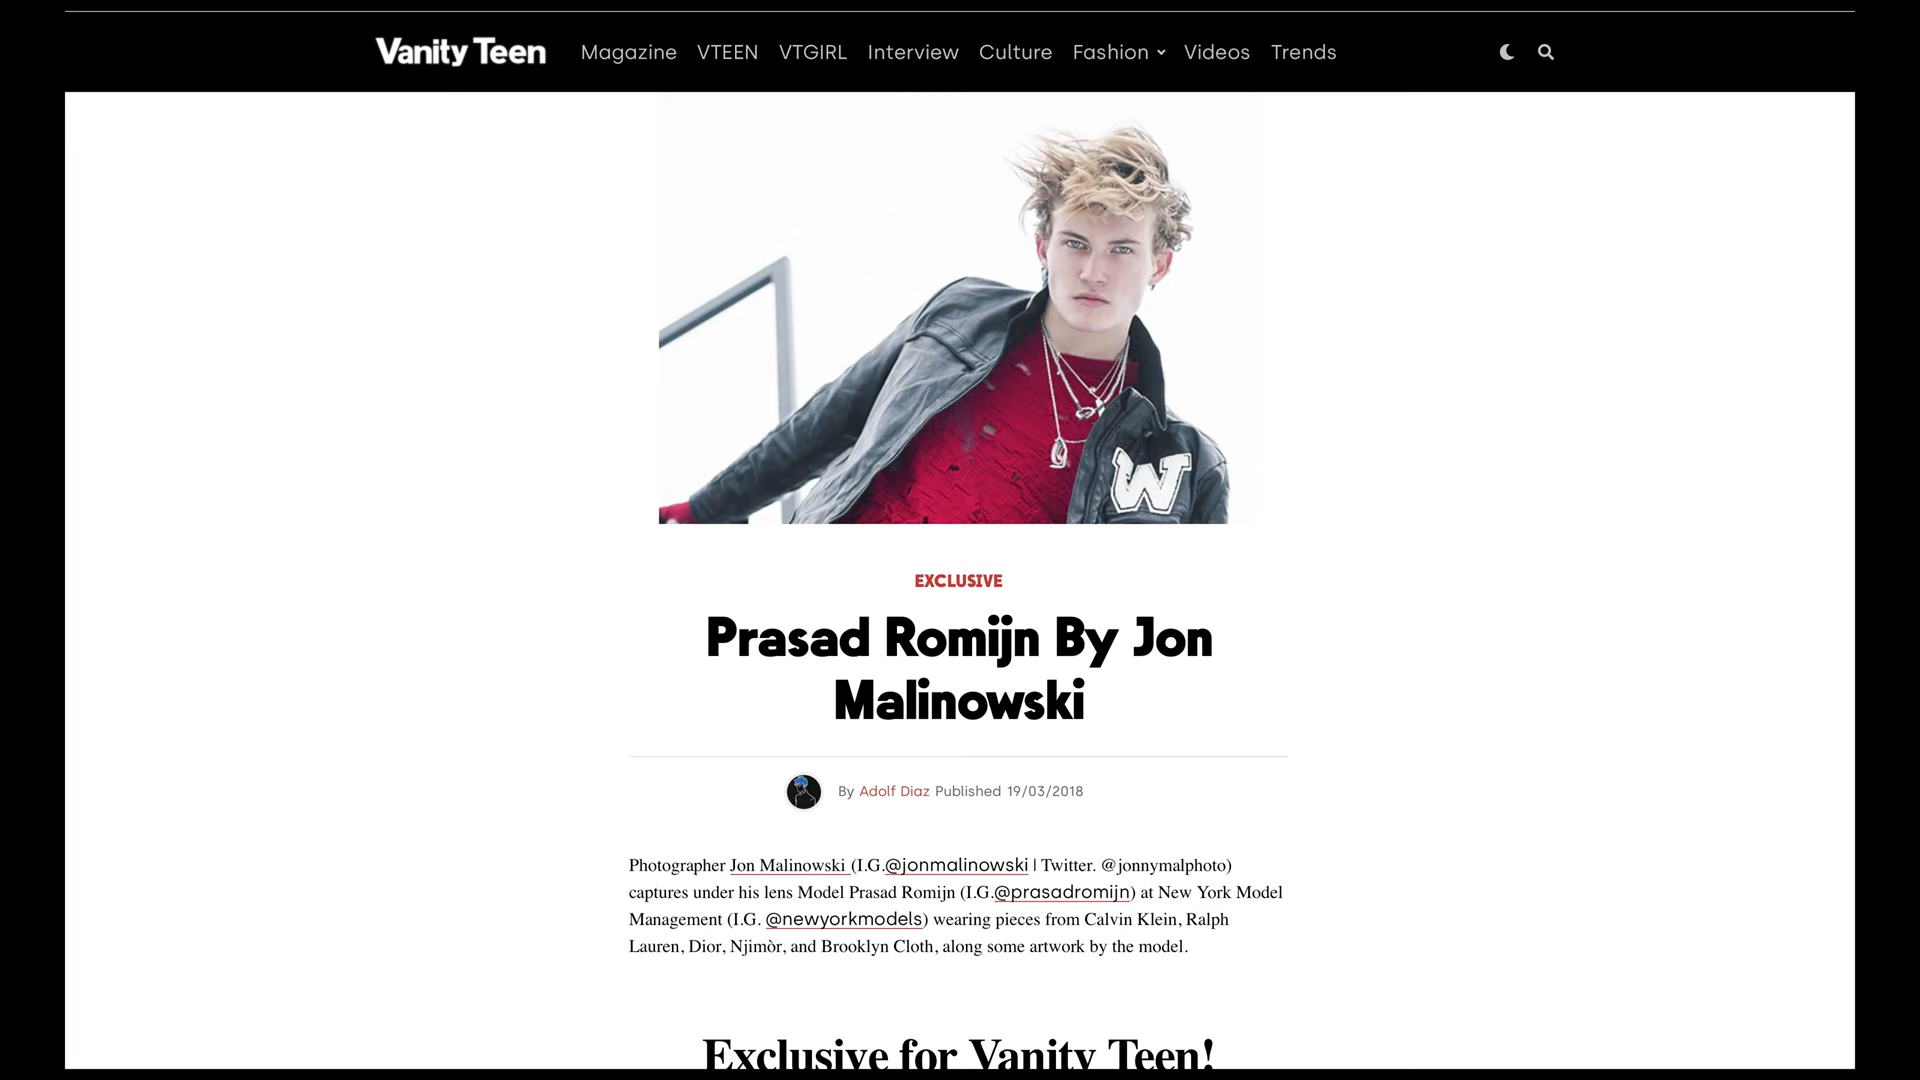 Vanity Teen Magazine VTEEN VTGIRL Interview Culture Fashion Videos Trends
W
EXCLUSIVE
Prasad Romijn By Jon
Malinowski
By Adolf Diaz Published 19/03/2018
Photographer Jon Malinowski (I.G.@jonmalinowski | Twitter. @jonnymalphoto)
captures under his lens Model Prasad Romijn (I.G.@prasadromijn) at New York Model
Management (I.G. @newyorkmodels) wearing pieces from Calvin Klein, Ralph
Lauren, Dior, Njimòr, and Brooklyn Cloth, along some artwork by the model.
Exclusive for Vanity Teen!